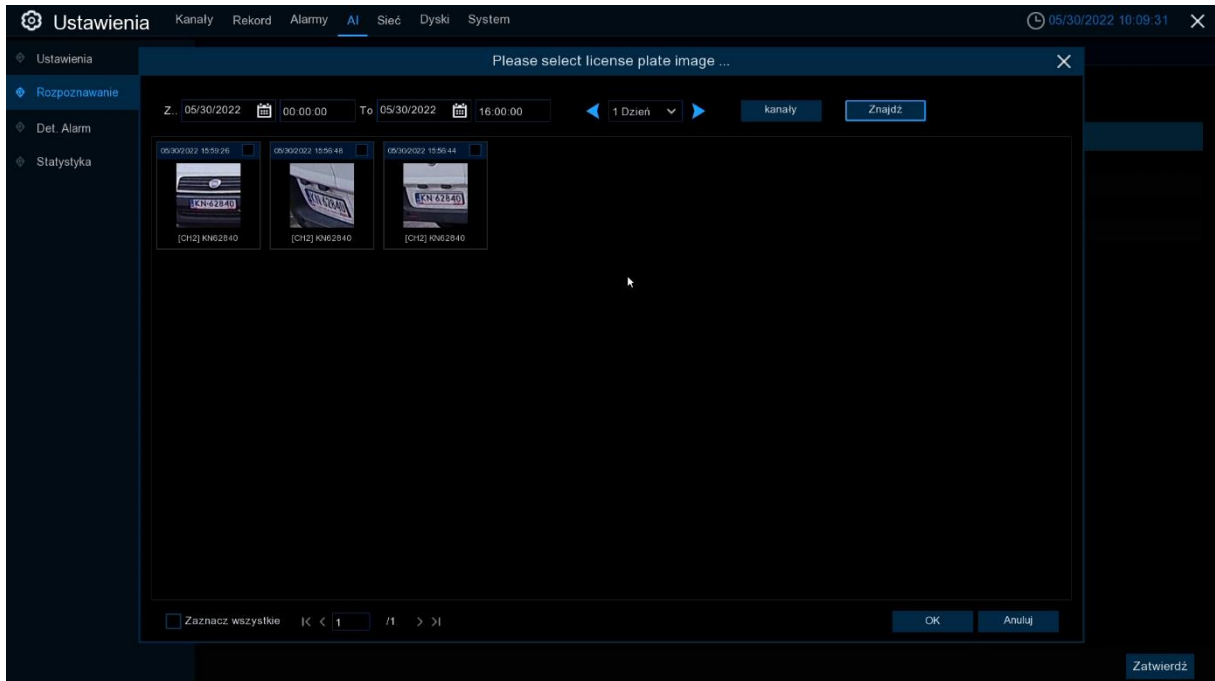 Ustawienia Kanały Rekord Alarmy AI Sieć Dyski System 05/30/2022 10:09:31
Ustawienia
Rozpoznawanie
Det. Alarm
Statystyka
Please select license plate image ...
Z.. 05/30/2022 00:00:00 To 05/30/2022 16:00:00 1 Dzień kanały Znajdź
05/30/2022 15:59:26 05/30/2022 15:56:48 05/30/2022 15:56:44
KN 62840 KN 62840 KN 62840
[CH2] KN62840 [CH2] KN62840 [CH2] KN62840
Zaznacz wszystkie 1 /1 OK Anuluj
Zatwierdź